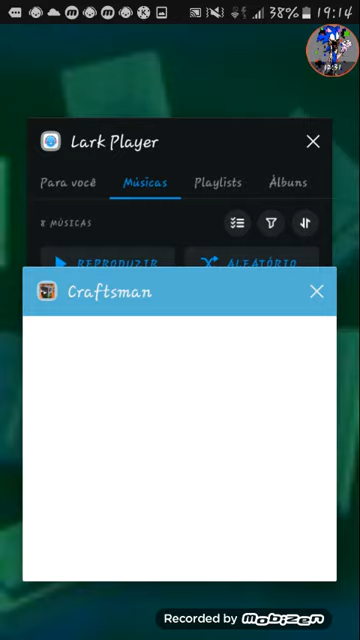 38% 19:14
Lark Player
Para você Músicas Playlists Álbuns
8 MÚSICAS
REPRODUZIR ALEATÓRIO
Craftsman
Recorded by mobizen